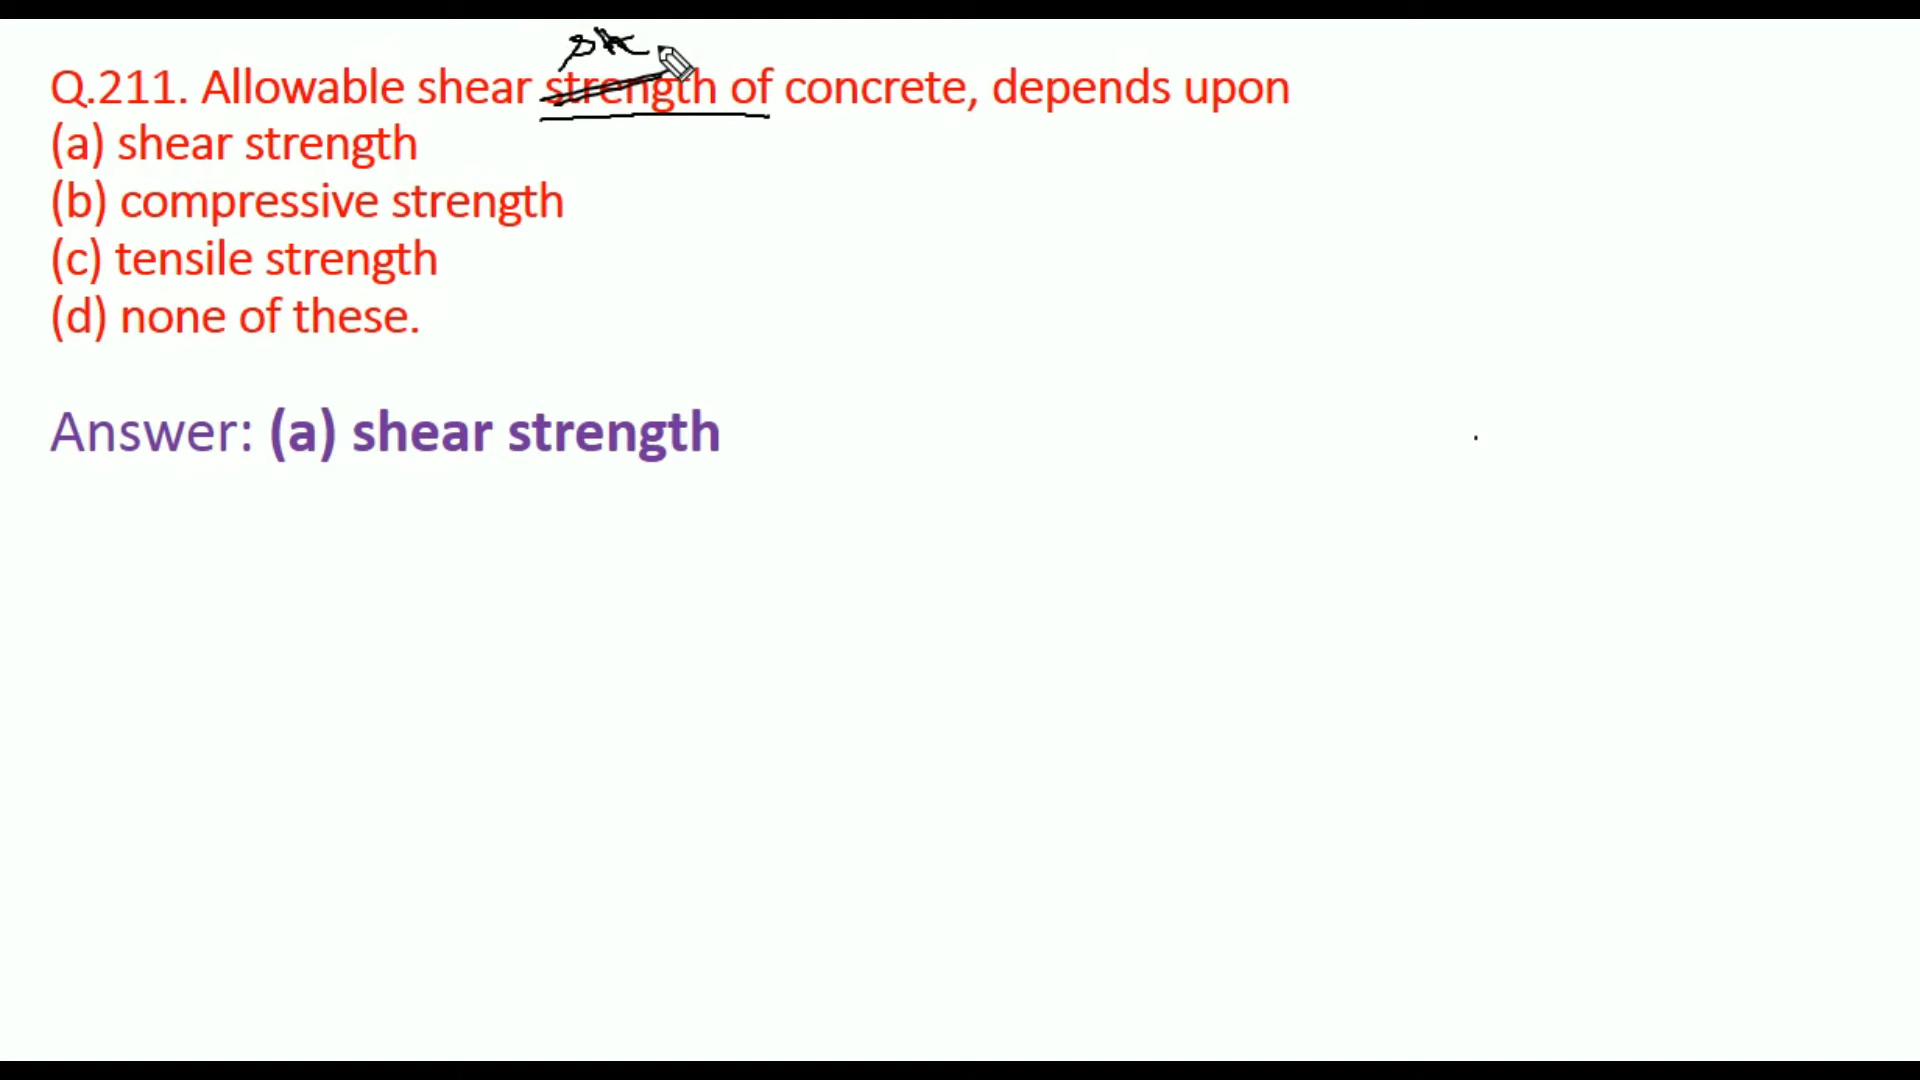 Q.211. Allowable shear strength of concrete, depends upon
(a) shear strength
(b) compressive strength
(c) tensile strength
(d) none of these.
Answer: (a) shear strength